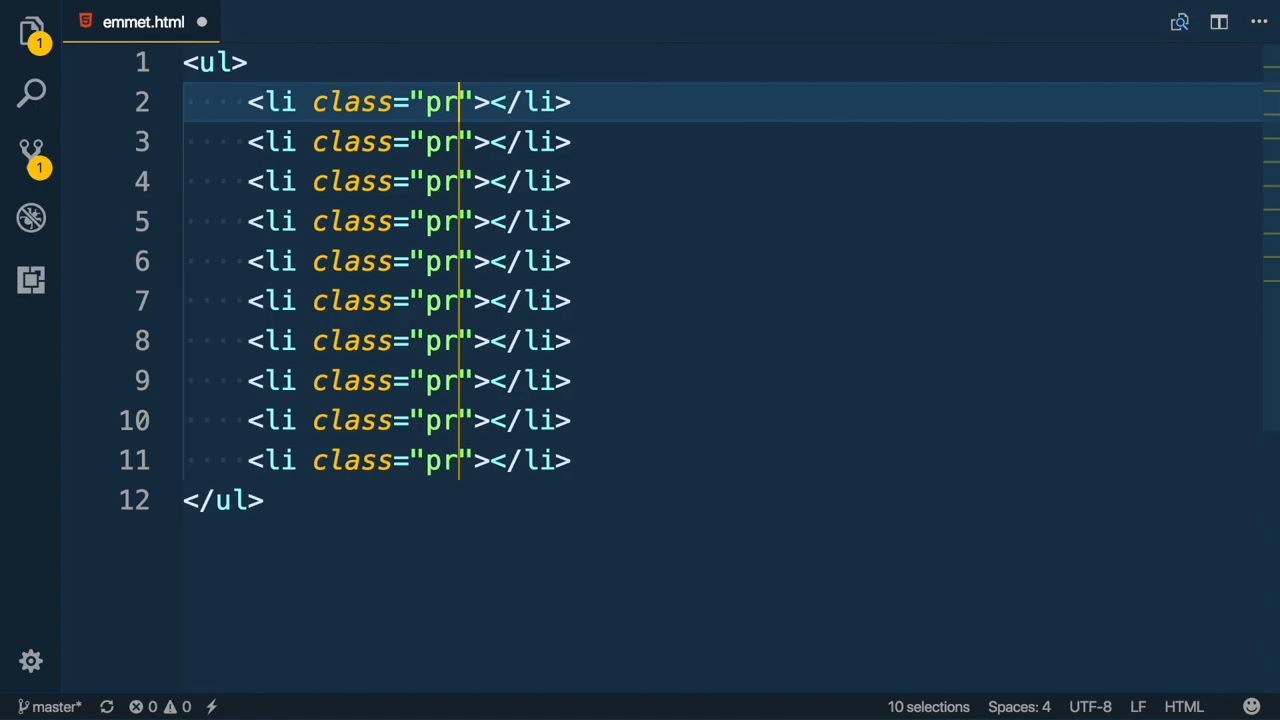 emmet.html
1
1
1 <ul>
2 <li class="pr"></li>
3 <li class="pr"></li>
4 <li class="pr"></li>
5 <li class="pr"></li>
6 <li class="pr"></li>
7 <li class="pr"></li>
8 <li class="pr"></li>
9 <li class="pr"></li>
10 <li class="pr"></li>
11 <li class="pr"></li>
12 </ul>
master* 0 0 10 selections Spaces: 4 UTF-8 LF HTML